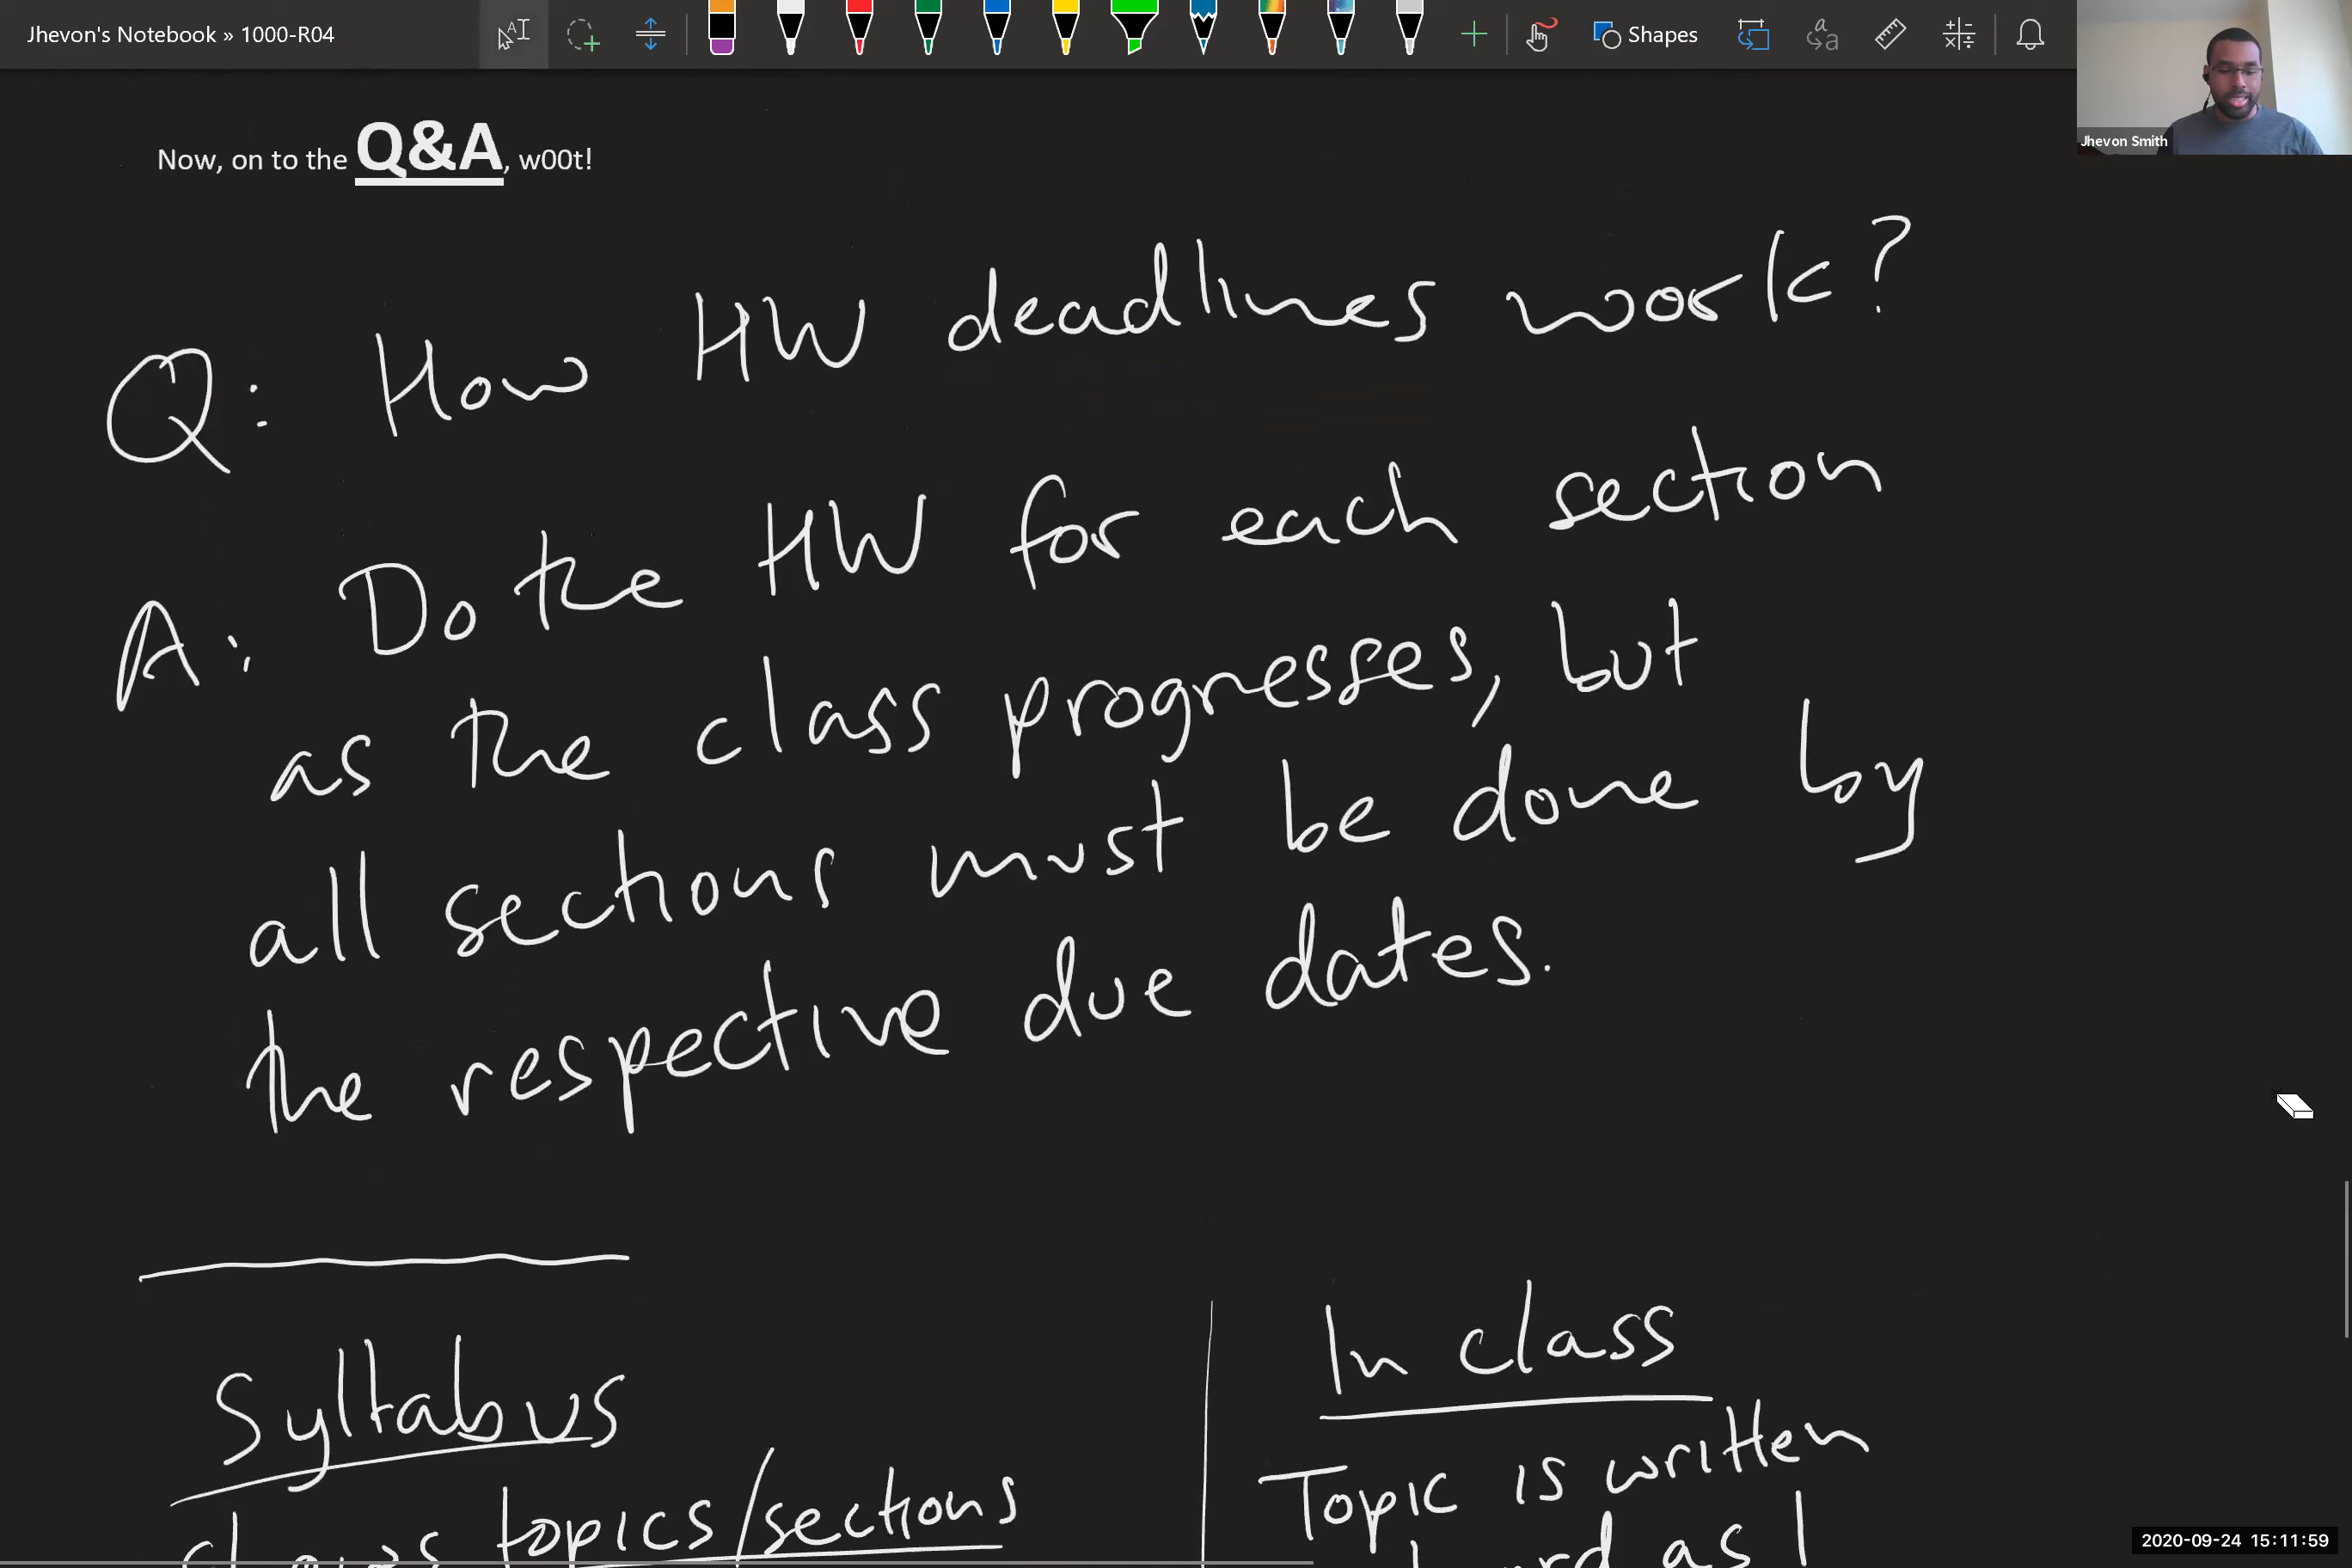 Jhevon's Notebook » 1000-R04
Shapes
Jhevon Smith
Now, on to the Q&A, w00t!
Q: How HW deadlines work?
A: Do the HW for each section
as the class progresses, but
all sections must be done by
the respective due dates.
Syllabus
topics/sections
In class
Topic is written
as I
2020-09-24 15:11:59